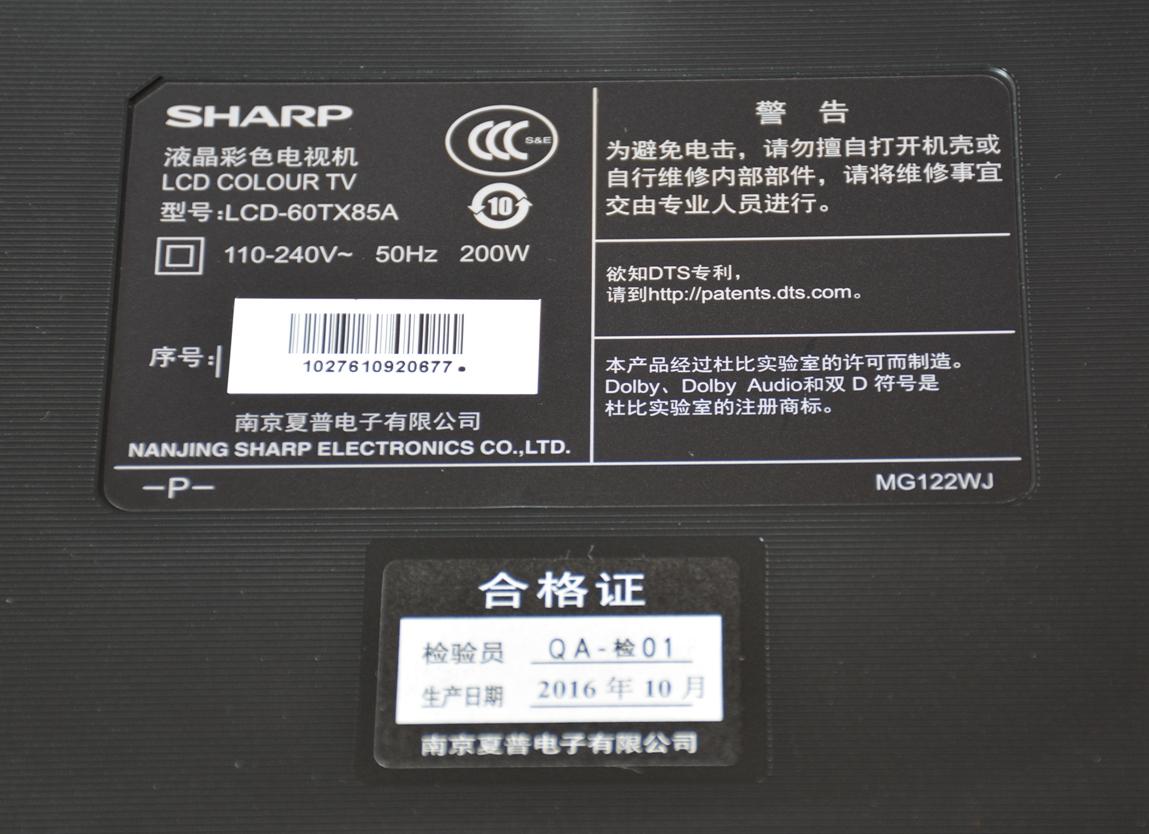 SHARP
液晶彩色电视机
LCD COLOUR TV
型号:LCD-60TX85A
CCC S&E
10
110-240V~ 50Hz 200W
序号:
1027610920677.
南京夏普电子有限公司
NANJING SHARP ELECTRONICS CO.,LTD.
警 告
为避免电击，请勿擅自打开机壳或
自行维修内部部件，请将维修事宜
交由专业人员进行。
欲知DTS专利，
请到http://patents.dts.com。
本产品经过杜比实验室的许可而制造。
Dolby、Dolby Audio和双 D 符号是
杜比实验室的注册商标。
–P–
MG122WJ
合格证
检验员 QA-检01
生产日期 2016 年 10 月
南京夏普电子有限公司